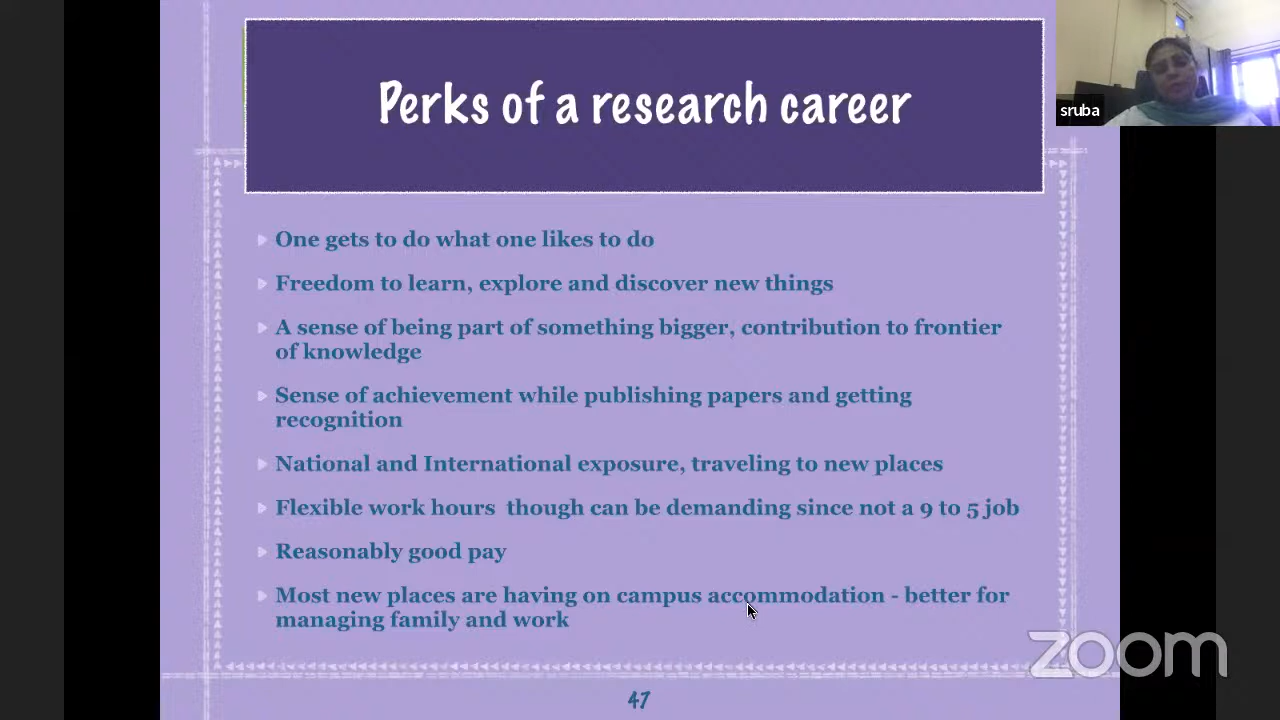 Perks of a research career
sruba
One gets to do what one likes to do
Freedom to learn, explore and discover new things
A sense of being part of something bigger, contribution to frontier
of knowledge
Sense of achievement while publishing papers and getting
recognition
National and International exposure, traveling to new places
Flexible work hours  though can be demanding since not a 9 to 5 job
Reasonably good pay
Most new places are having on campus accommodation - better for
managing family and work
zoom
47